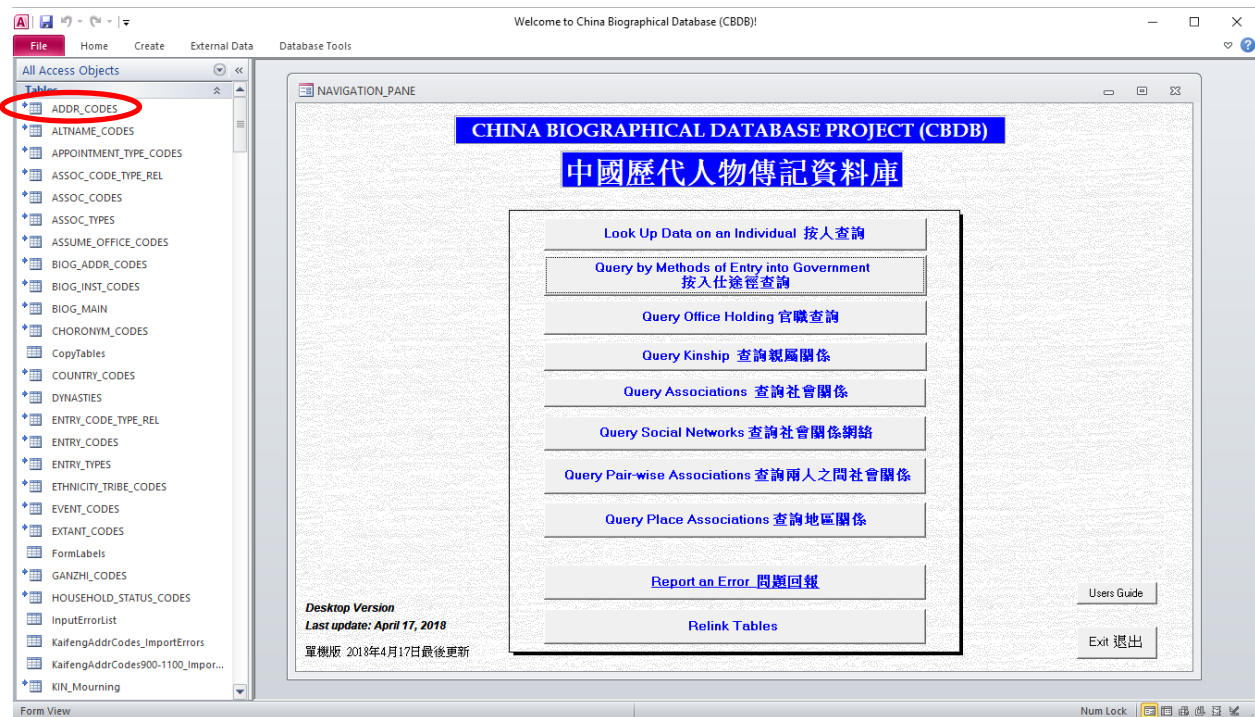 Welcome to China Biographical Database (CBDB)!
File Home Create External Data Database Tools
All Access Objects
Tables
ADDR_CODES
ALTNAME_CODES
APPOINTMENT_TYPE_CODES
ASSOC_CODE_TYPE_REL
ASSOC_CODES
ASSOC_TYPES
ASSUME_OFFICE_CODES
BIOG_ADDR_CODES
BIOG_INST_CODES
BIOG_MAIN
CHORONYM_CODES
CopyTables
COUNTRY_CODES
DYNASTIES
ENTRY_CODE_TYPE_REL
ENTRY_CODES
ENTRY_TYPES
ETHNICITY_TRIBE_CODES
EVENT_CODES
EXTANT_CODES
FormLabels
GANZHI_CODES
HOUSEHOLD_STATUS_CODES
InputErrorList
KaifengAddrCodes_ImportErrors
KaifengAddrCodes900-1100_Impor...
KIN_Mourning
NAVIGATION_PANE
CHINA BIOGRAPHICAL DATABASE PROJECT (CBDB)
中國歷代人物傳記資料庫
Look Up Data on an Individual 按人查詢
Query by Methods of Entry into Government
按入仕途徑查詢
Query Office Holding 官職查詢
Query Kinship 查詢親屬關係
Query Associations 查詢社會關係
Query Social Networks 查詢社會關係網絡
Query Pair-wise Associations 查詢兩人之間社會關係
Query Place Associations 查詢地區關係
Report an Error 問題回報
Relink Tables
Desktop Version
Last update: April 17, 2018
單機版 2018年4月17日最後更新
Users Guide
Exit 退出
Form View
Num Lock